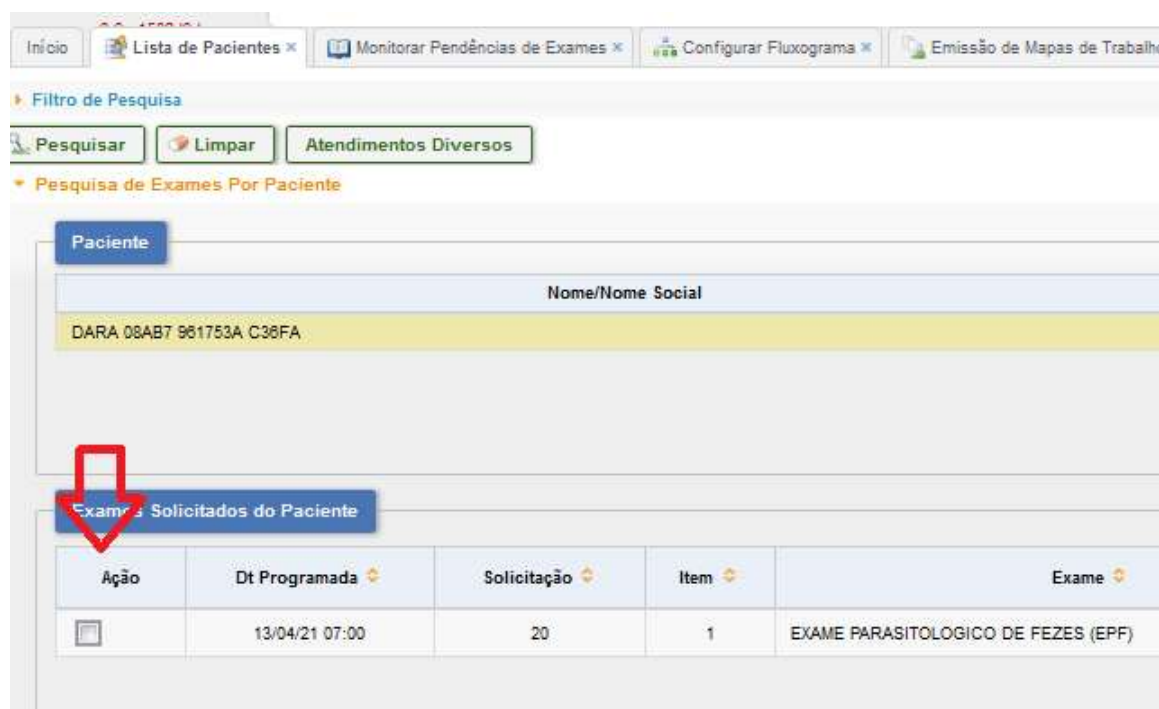 Início Lista de Pacientes × Monitorar Pendências de Exames × Configurar Fluxograma × Emissão de Mapas de Trabalho
Filtro de Pesquisa
Pesquisar Limpar Atendimentos Diversos
Pesquisa de Exames Por Paciente
Paciente
Nome/Nome Social
DARA 08AB7 961753A C36FA
Exames Solicitados do Paciente
Ação Dt Programada Solicitação Item Exame
13/04/21 07:00 20 1 EXAME PARASITOLOGICO DE FEZES (EPF)